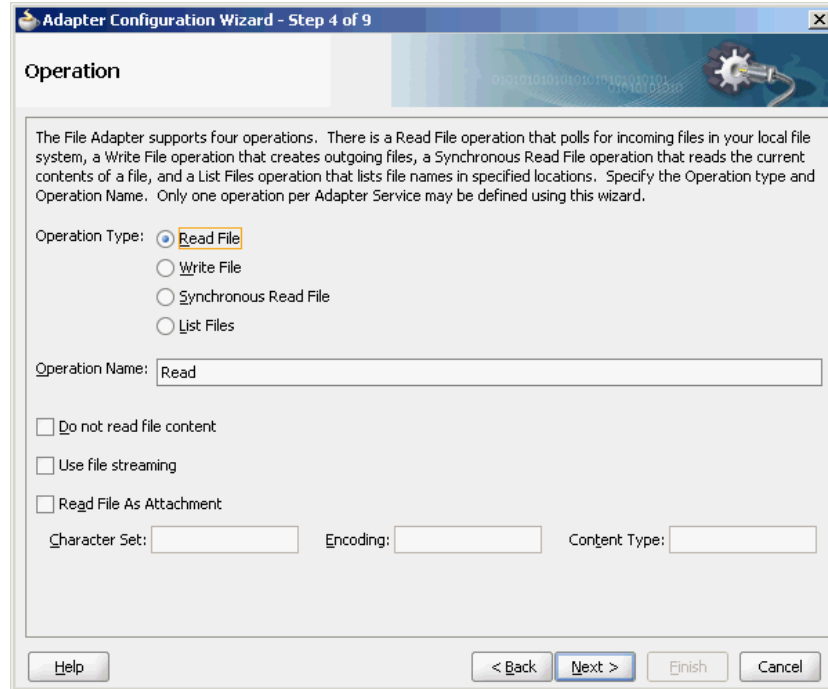 Adapter Configuration Wizard - Step 4 of 9
Operation
The File Adapter supports four operations. There is a Read File operation that polls for incoming files in your local file
system, a Write File operation that creates outgoing files, a Synchronous Read File operation that reads the current
contents of a file, and a List Files operation that lists file names in specified locations. Specify the Operation type and
Operation Name. Only one operation per Adapter Service may be defined using this wizard.
Operation Type: Read File
Write File
Synchronous Read File
List Files
Operation Name: Read
Do not read file content
Use file streaming
Read File As Attachment
Character Set: Encoding: Content Type:
Help < Back Next > Finish Cancel